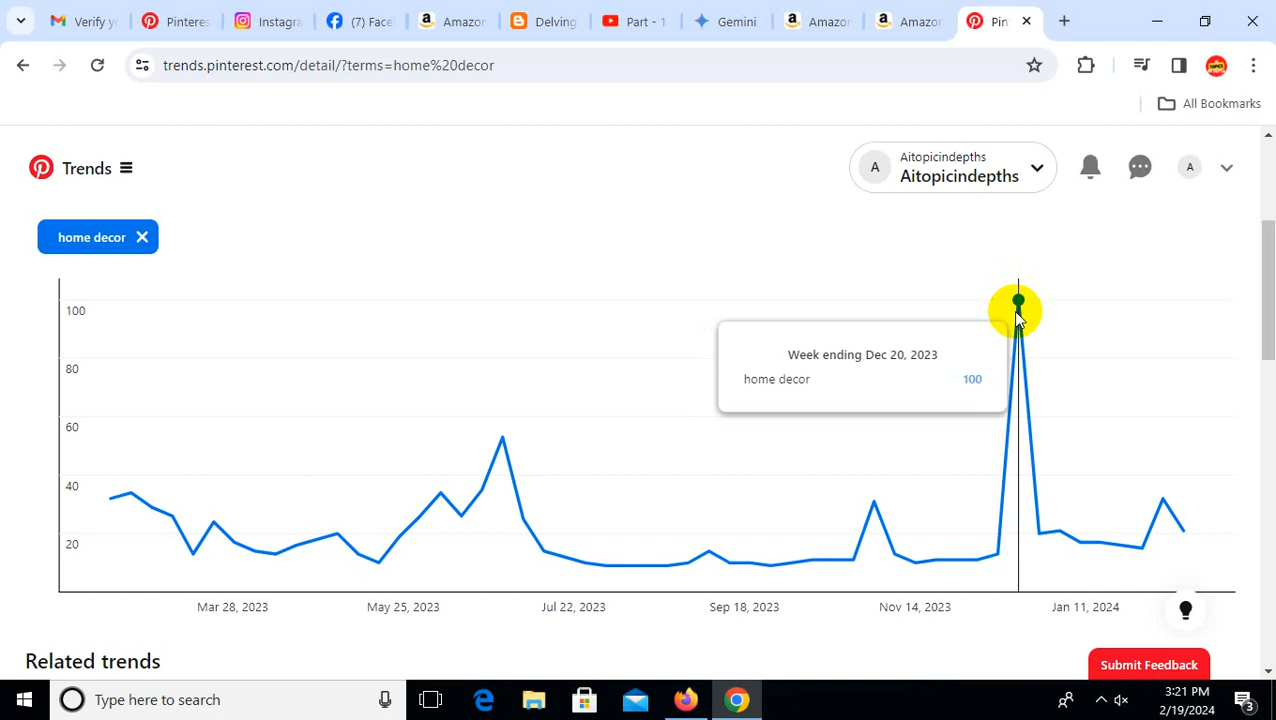 Verify yo
Pinteres
Instagra
(7) Face
Amazon
Delving
Part - 1
Gemini
Amazon
Amazon
Pin
trends.pinterest.com/detail/?terms=home%20decor
All Bookmarks
Trends
A
Aitopicindepths
Aitopicindepths
A
home decor
100
80
60
40
20
Week ending Dec 20, 2023
home decor 100
Mar 28, 2023 May 25, 2023 Jul 22, 2023 Sep 18, 2023 Nov 14, 2023 Jan 11, 2024
Related trends
Submit Feedback
Type here to search
3:21 PM
2/19/2024
3